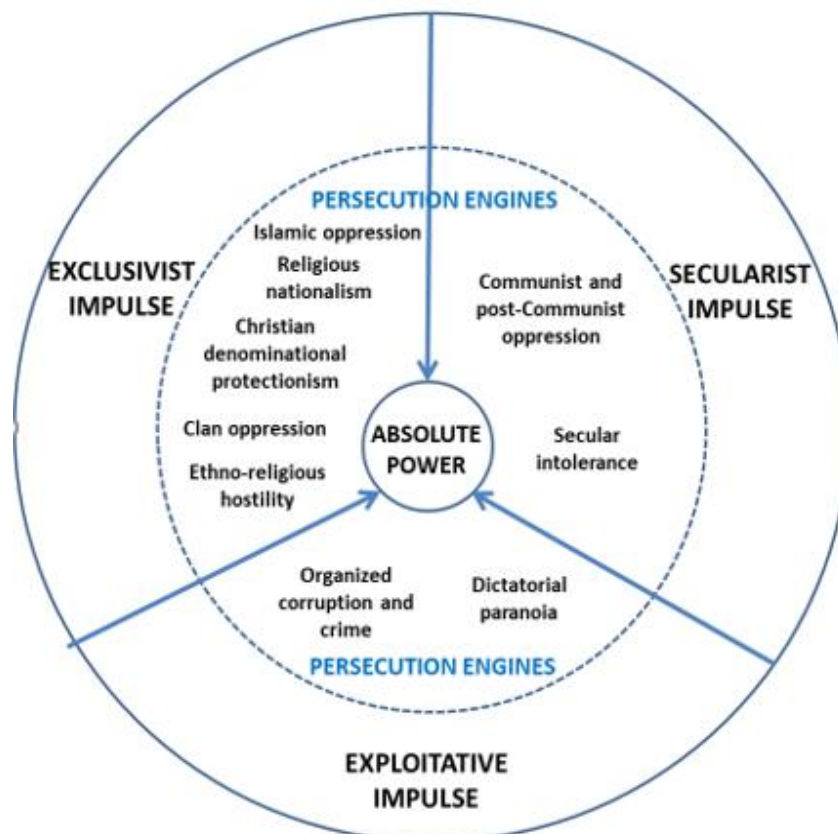 PERSECUTION ENGINES
EXCLUSIVIST
IMPULSE
Islamic oppression
Religious
nationalism
Christian
denominational
protectionism
Clan oppression
Ethno-religious
hostility
SECULARIST
IMPULSE
Communist and
post-Communist
oppression
Secular
intolerance
ABSOLUTE
POWER
Organized
corruption and
crime
Dictatorial
paranoia
PERSECUTION ENGINES
EXPLOITATIVE
IMPULSE